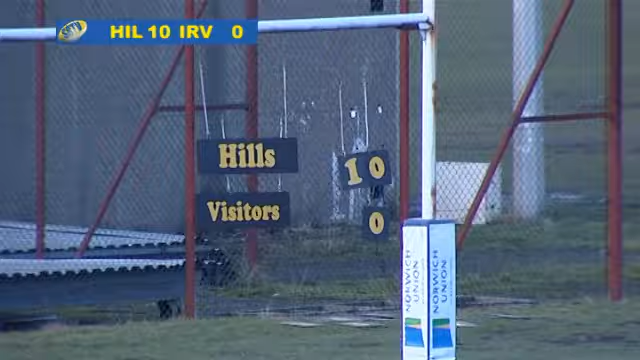 HIL 10 IRV 0
Hills 10
Visitors 0
NORWICH UNION
NORWICH UNION